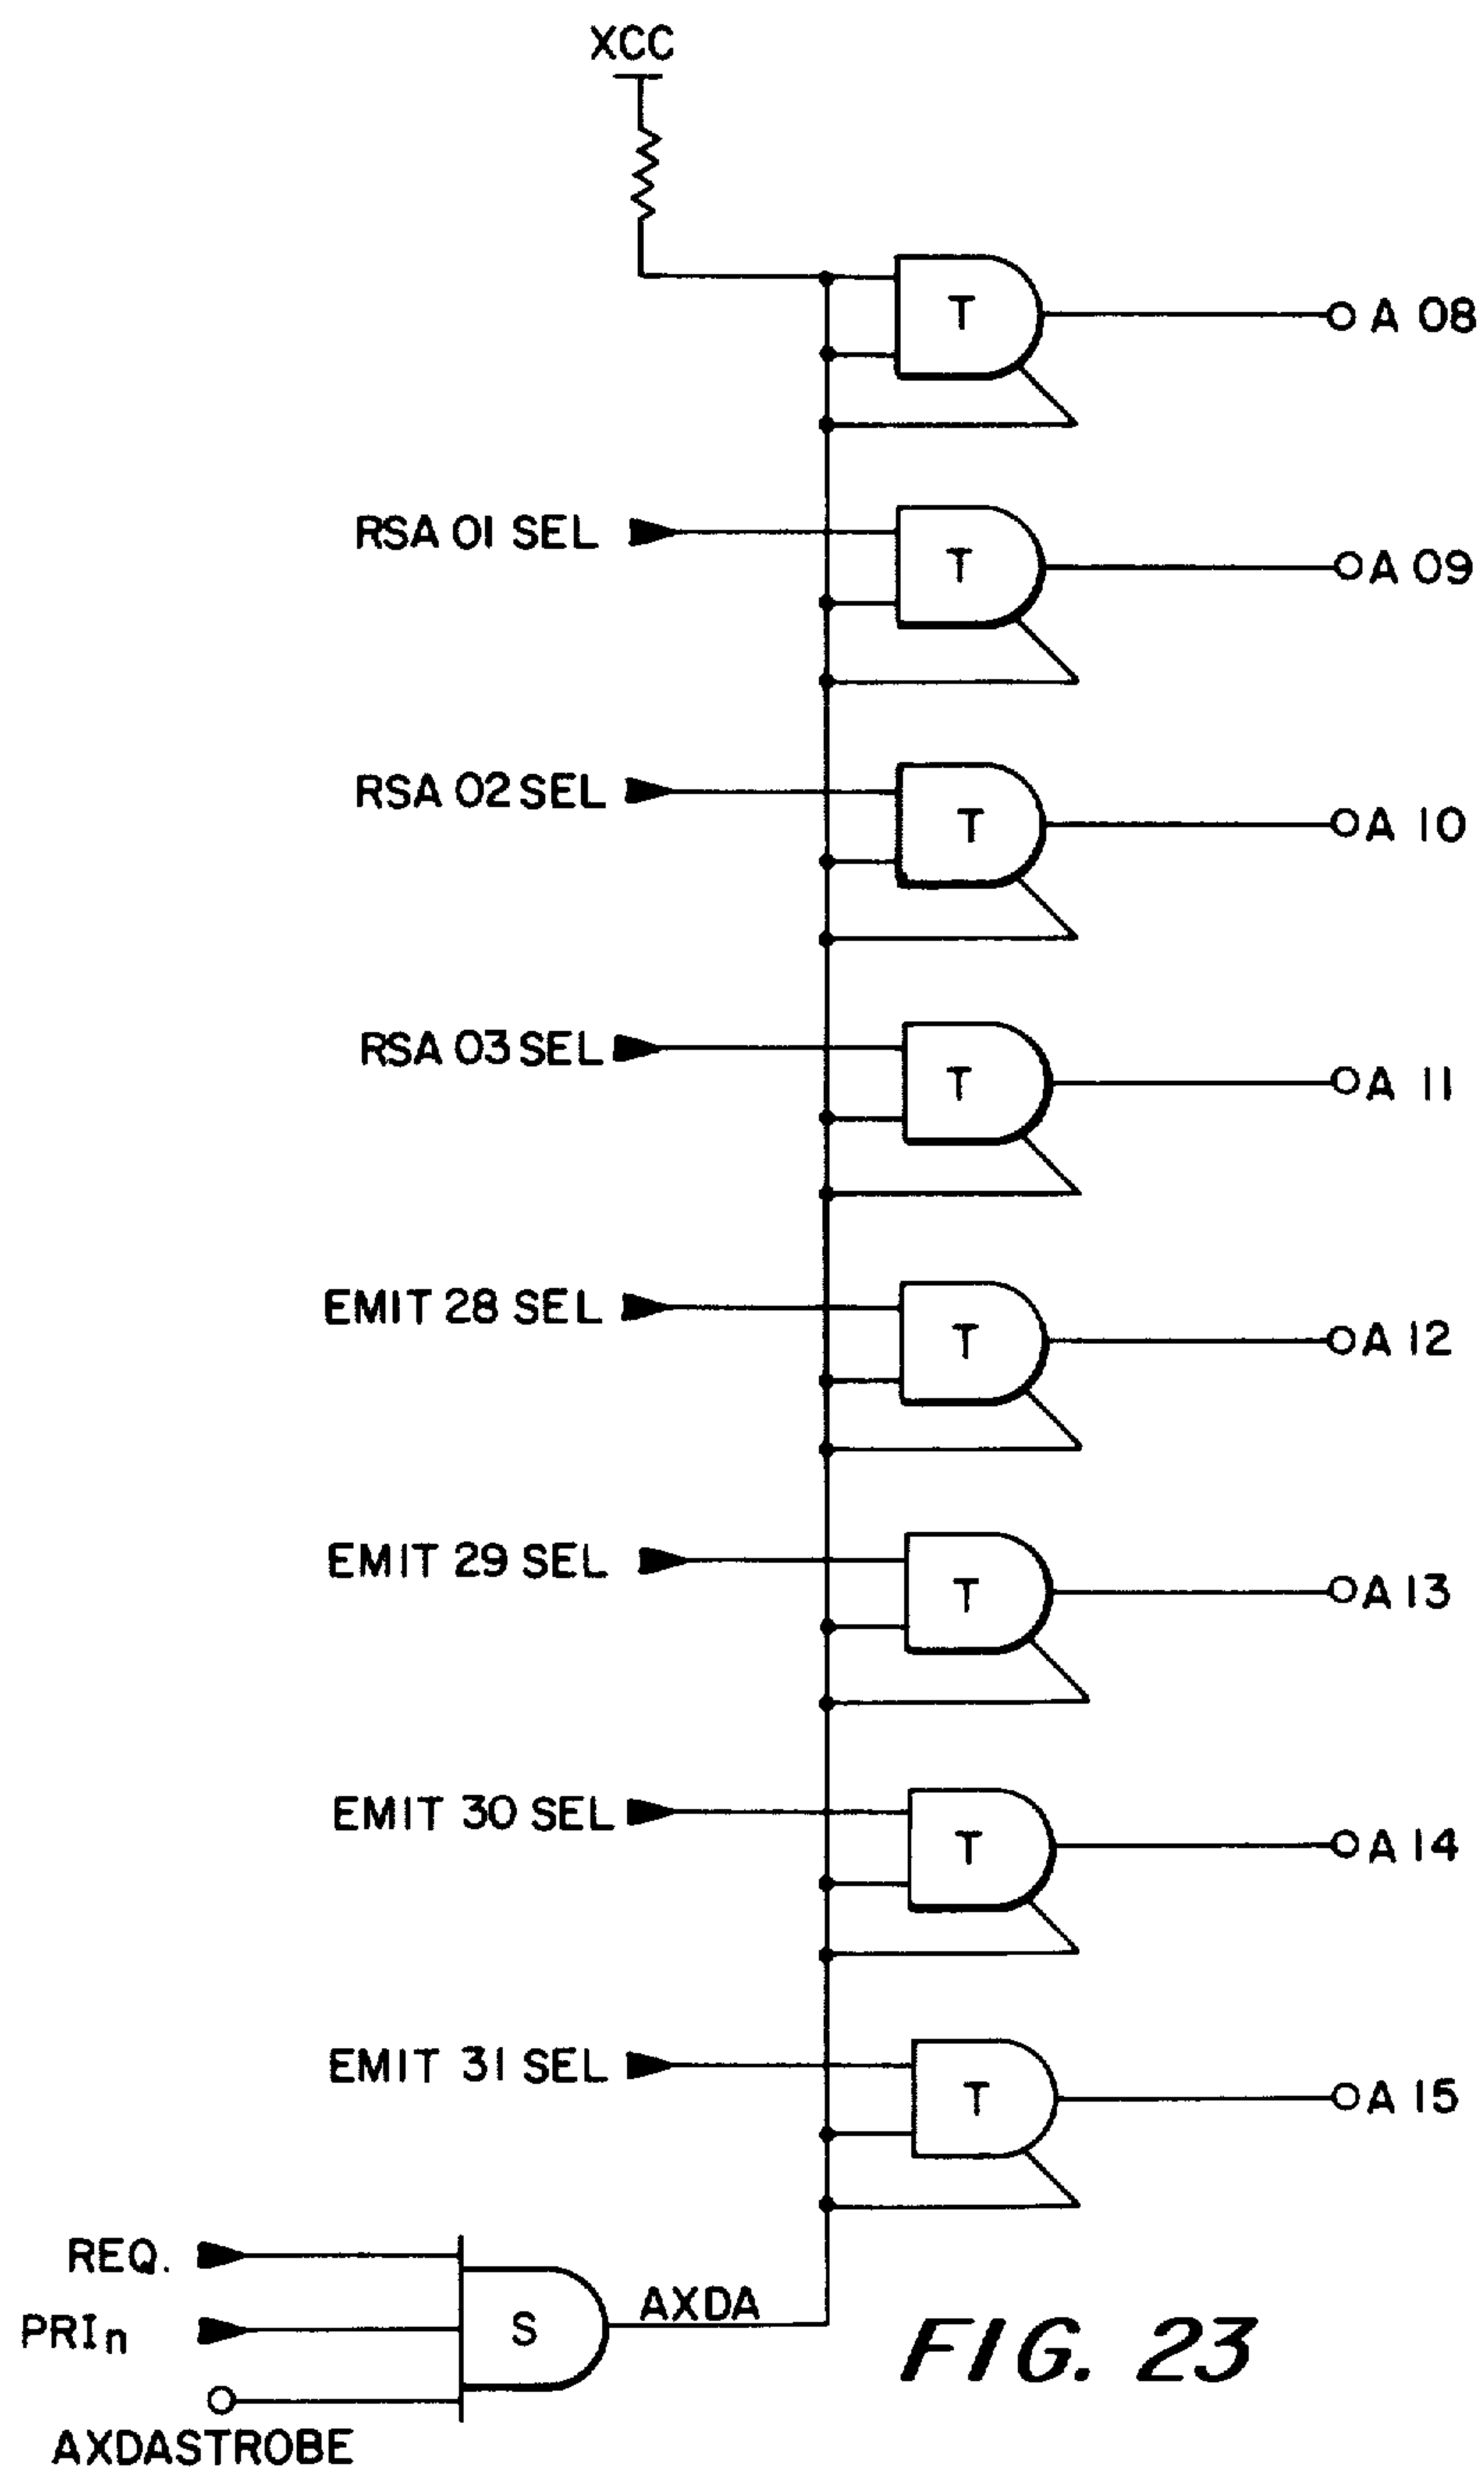 XCC
T
A 08
RSA 01 SEL
T
A 09
RSA 02 SEL
T
A 10
RSA 03 SEL
T
A 11
EMIT 28 SEL
T
A 12
EMIT 29 SEL
T
A 13
EMIT 30 SEL
T
A 14
EMIT 31 SEL
T
A 15
REQ.
PRIn
S
AXDA
AXDASTROBE
FIG. 23